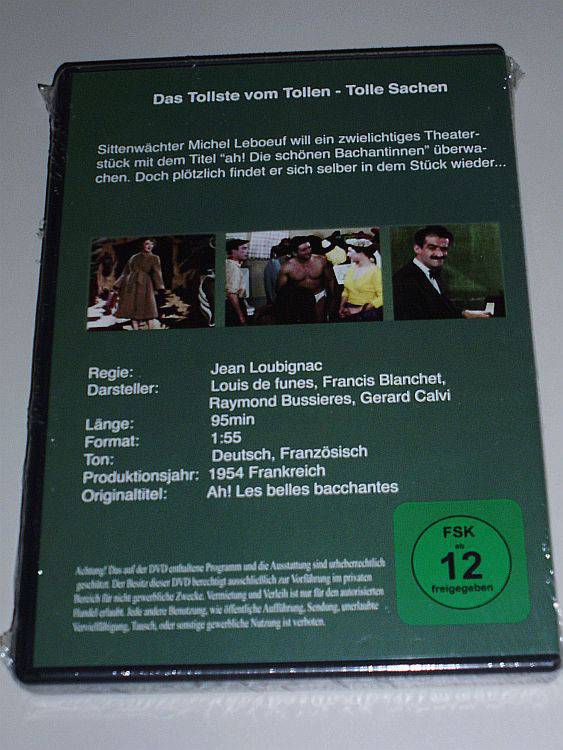 Das Tollste vom Tollen - Tolle Sachen
Sittenwächter Michel Leboeuf will ein zwielichtiges Theater-
stück mit dem Titel "ah! Die schönen Bachantinnen" überwa-
chen. Doch plötzlich findet er sich selber in dem Stück wieder...
Regie: Jean Loubignac
Darsteller: Louis de funes, Francis Blanchet,
Raymond Bussieres, Gerard Calvi
Länge: 95min
Format: 1:55
Ton: Deutsch, Französisch
Produktionsjahr: 1954 Frankreich
Originaltitel: Ah! Les belles bacchantes
Achtung! Das auf der DVD enthaltene Programm und die Ausstattung sind urheberrechtlich
geschützt. Der Besitz dieser DVD berechtigt ausschließlich zur Vorführung im privaten
Bereich für nicht gewerbliche Zwecke. Vermietung und Verleih ist nur für den autorisierten
Handel erlaubt. Jede andere Benutzung, wie öffentliche Aufführung, Sendung, unerlaubte
Vervielfältigung, Tausch, oder sonstige gewerbliche Nutzung ist verboten.
FSK
ab
12
freigegeben